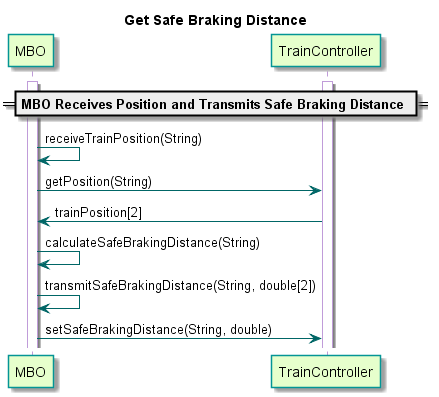 Get Safe Braking Distance
MBO TrainController
MBO Receives Position and Transmits Safe Braking Distance
receiveTrainPosition(String)
getPosition(String)
trainPosition[2]
calculateSafeBrakingDistance(String)
transmitSafeBrakingDistance(String, double[2])
setSafeBrakingDistance(String, double)
MBO TrainController